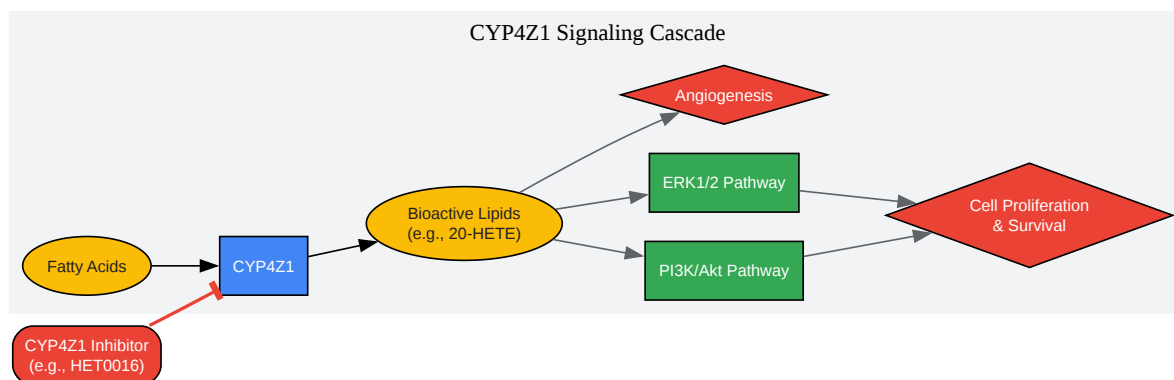 CYP4Z1 Signaling Cascade
Angiogenesis
ERK1/2 Pathway
Bioactive Lipids
(e.g., 20-HETE)
Cell Proliferation
& Survival
Fatty Acids
CYP4Z1
PI3K/Akt Pathway
CYP4Z1 Inhibitor
(e.g., HET0016)